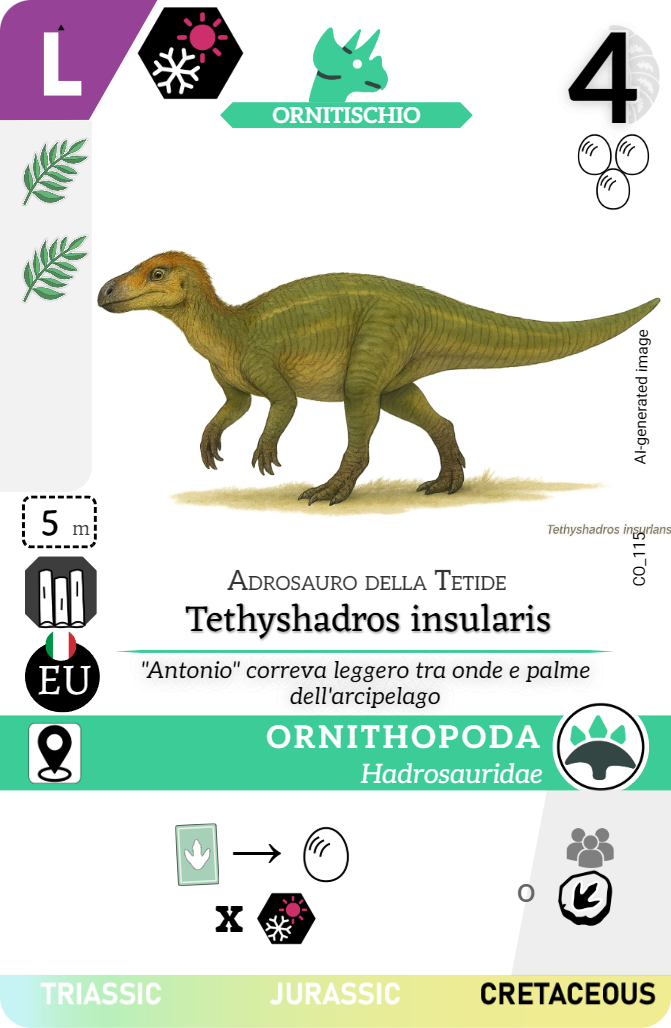 L
ORNITISCHIO
4
AI-generated image
5 m
Tethyshadros insurlans
CO_115
Adrosauro della Tetide
Tethyshadros insularis
EU
"Antonio" correva leggero tra onde e palme
dell'arcipelago
ORNITHOPODA
Hadrosauridae
x
o
TRIASSIC JURASSIC CRETACEOUS